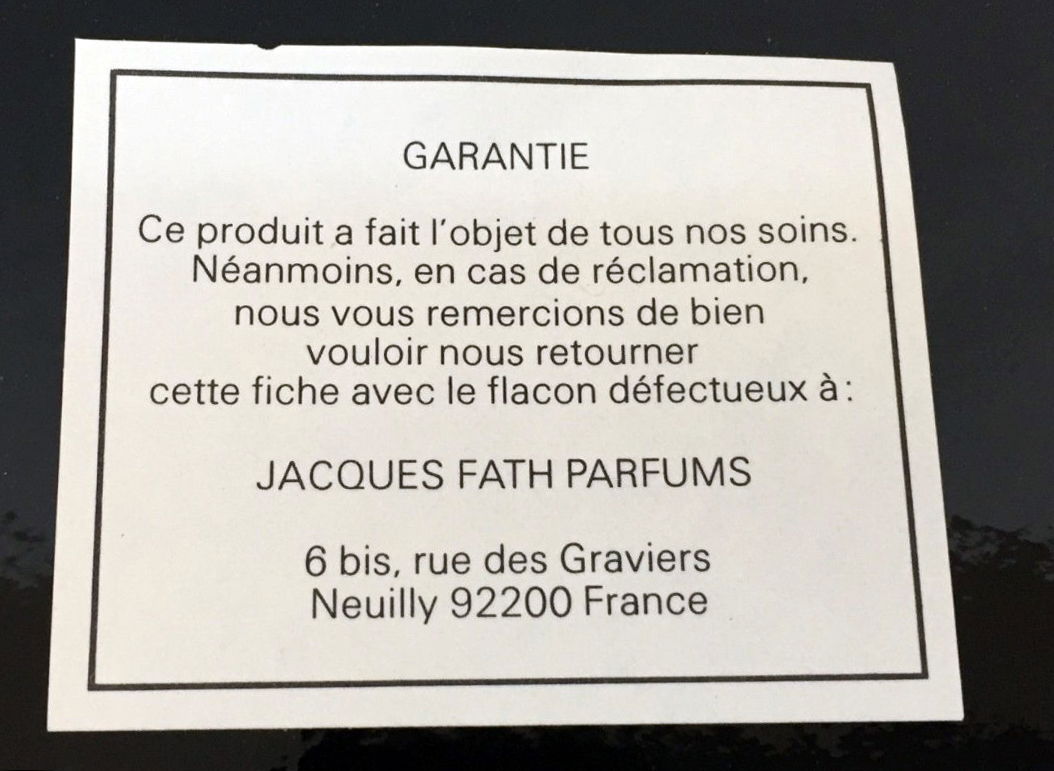 GARANTIE
Ce produit a fait l'objet de tous nos soins.
Néanmoins, en cas de réclamation,
nous vous remercions de bien
vouloir nous retourner
cette fiche avec le flacon défectueux à :
JACQUES FATH PARFUMS
6 bis, rue des Graviers
Neuilly 92200 France